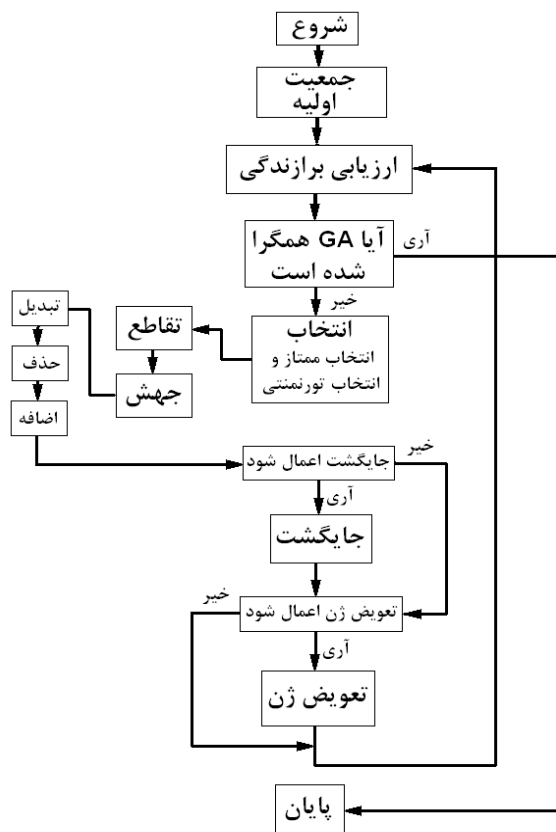 شروع
جمعیت
اولیه
ارزیابی برازندگی
آیا GA همگرا
شده است
آری
خیر
انتخاب
انتخاب ممتاز و
انتخاب تورنمنتی
تقاطع
جهش
تبدیل
حذف
اضافه
جایگشت اعمال شود
خیر
آری
جایگشت
تعویض ژن اعمال شود
خیر
آری
تعویض ژن
پایان